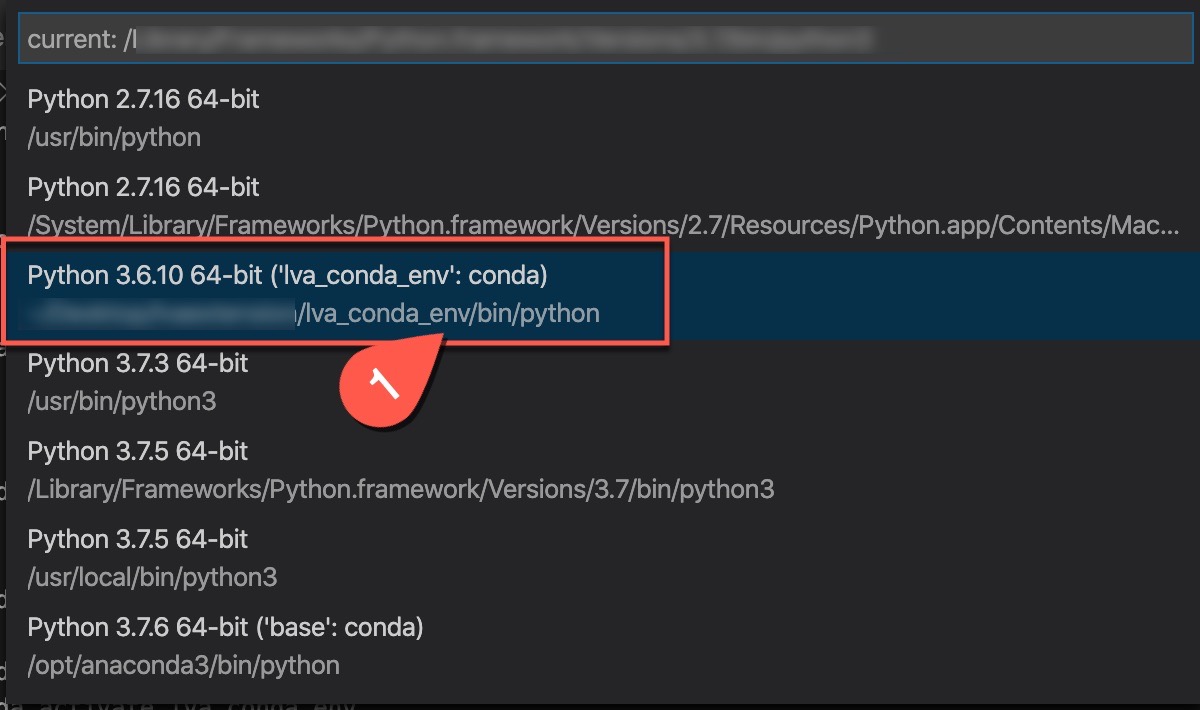 current: /l
Python 2.7.16 64-bit
/usr/bin/python
Python 2.7.16 64-bit
/System/Library/Frameworks/Python.framework/Versions/2.7/Resources/Python.app/Contents/Mac...
Python 3.6.10 64-bit ('lva_conda_env': conda)
/lva_conda_env/bin/python
1
Python 3.7.3 64-bit
/usr/bin/python3
Python 3.7.5 64-bit
/Library/Frameworks/Python.framework/Versions/3.7/bin/python3
Python 3.7.5 64-bit
/usr/local/bin/python3
Python 3.7.6 64-bit ('base': conda)
/opt/anaconda3/bin/python